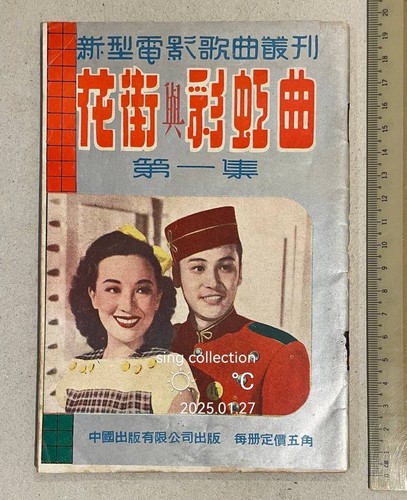 新型電影歌曲叢刊
花街與彩虹曲
第一集
sing collection
℃
2025.01.27
中國出版有限公司出版 每册定價五角